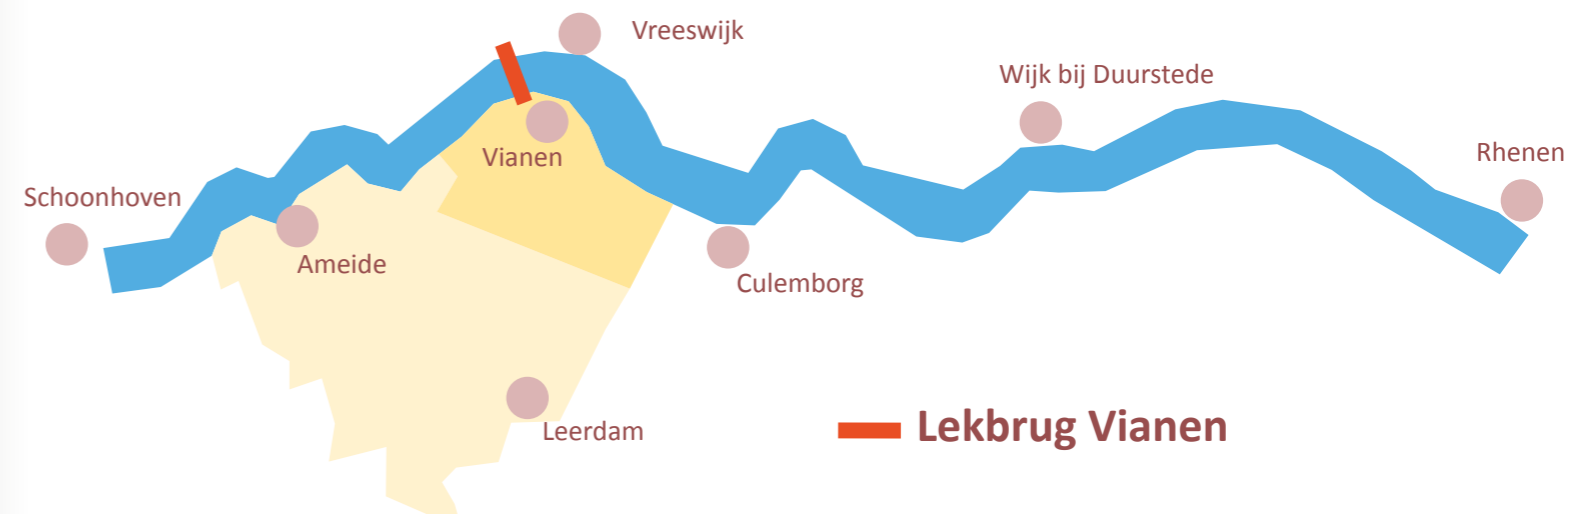 Vreeswijk
Wijk bij Duurstede
Rhenen
Vianen
Schoonhoven
Ameide
Culemborg
Leerdam
Lekbrug Vianen